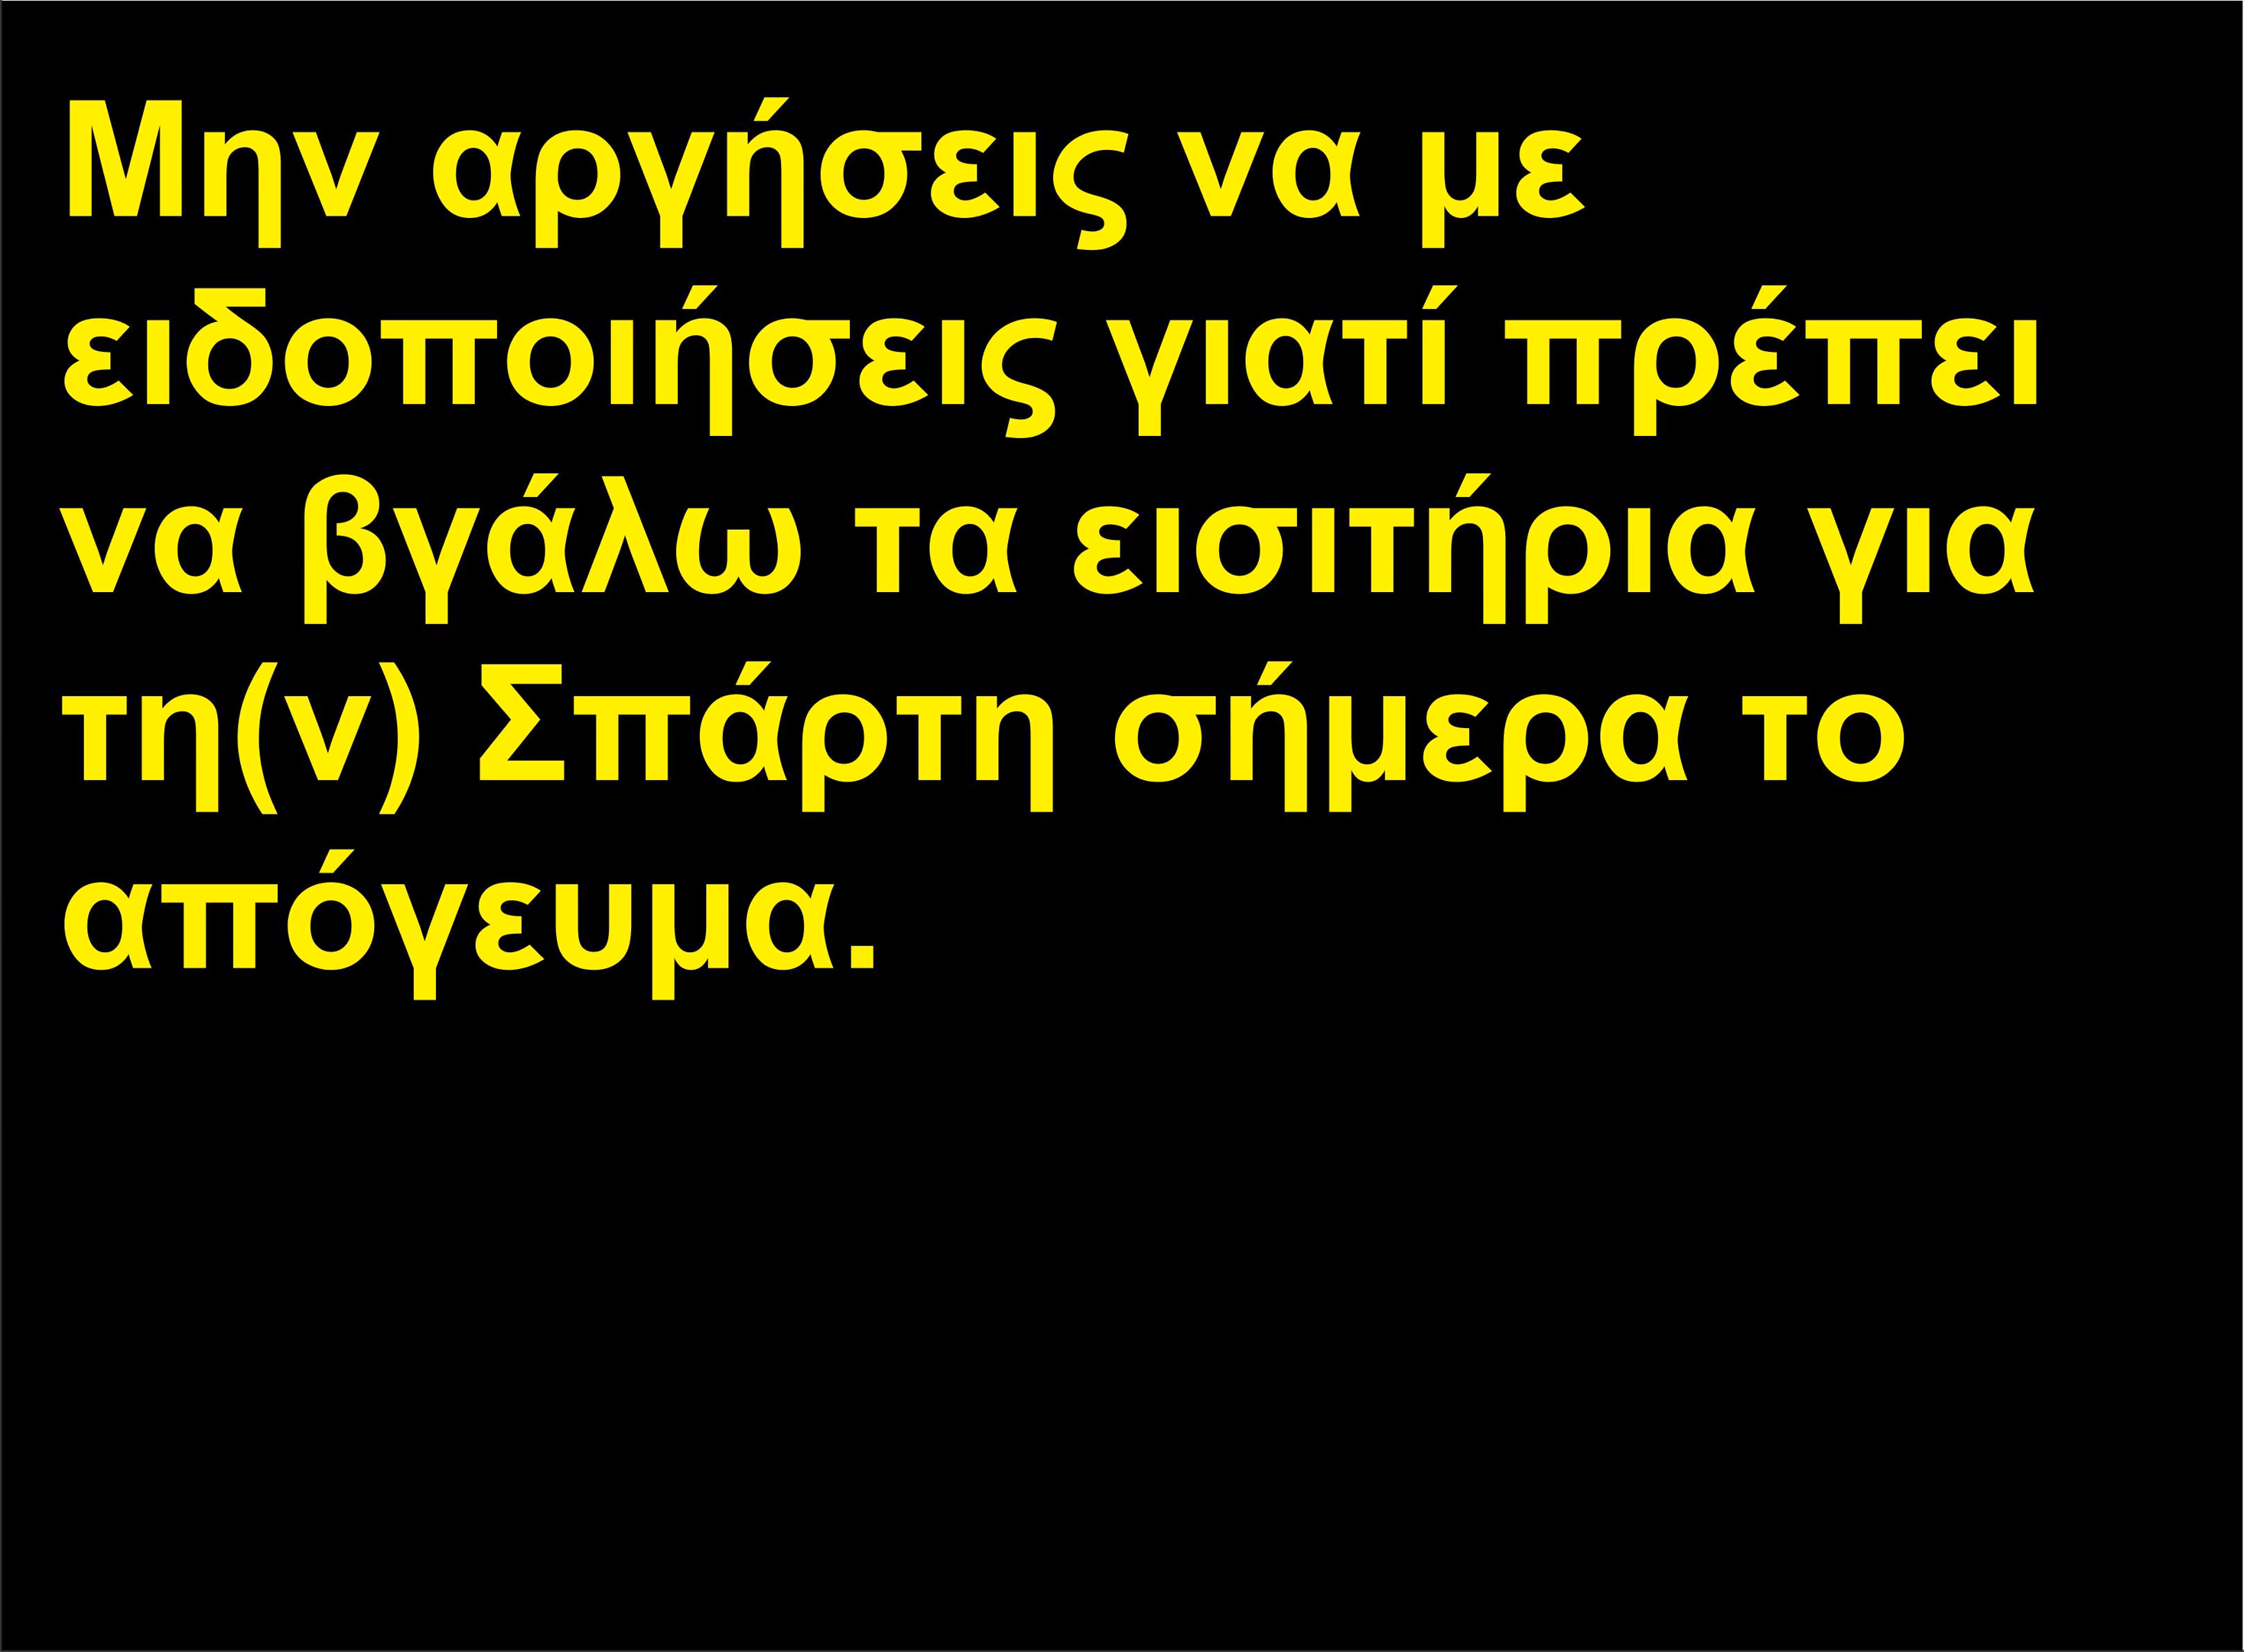 Μην αργήσεις να με
ειδοποιήσεις γιατί πρέπει
να βγάλω τα εισιτήρια για
τη(ν) Σπάρτη σήμερα το
απόγευμα.